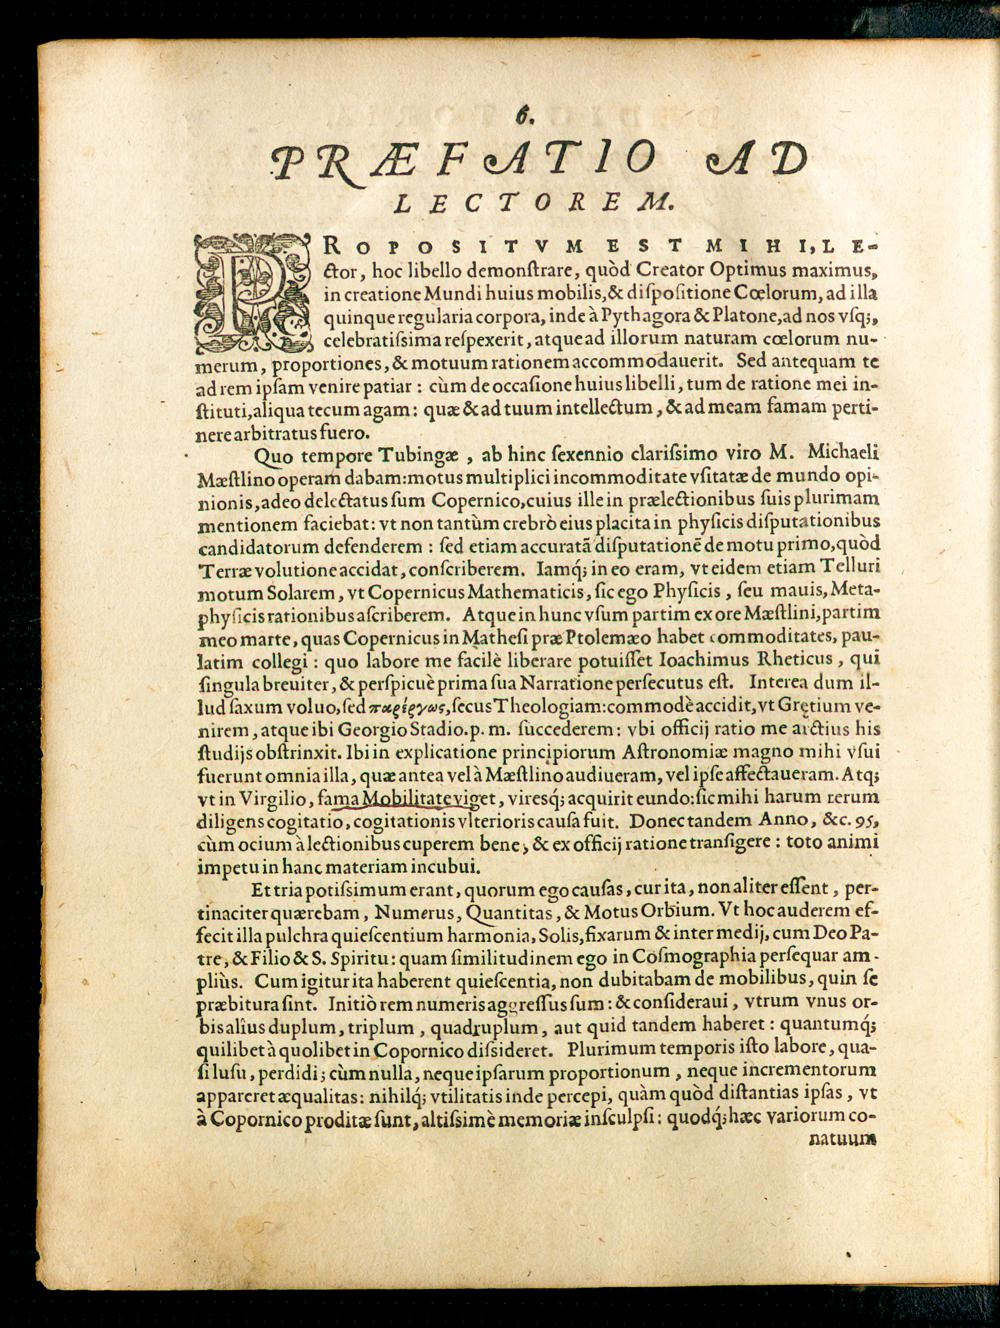 6.
PRÆFATIO AD
LECTOREM.
PROPOSITVM EST MIHI, LE-
ctor, hoc libello demonſtrare, quòd Creator Optimus maximus,
in creatione Mundi huius mobilis, & diſpoſitione Cœlorum, ad illa
quinque regularia corpora, inde à Pythagora & Platone, ad nos vſq;,
celebratiſsima reſpexerit, atque ad illorum naturam cœlorum nu-
merum, proportiones, & motuum rationem accommodauerit. Sed antequam te
ad rem ipſam venire patiar: cùm de occaſione huius libelli, tum de ratione mei in-
ſtituti, aliqua tecum agam: quæ & ad tuum intellectum, & ad meam famam perti-
nere arbitratus fuero.
Quo tempore Tubingæ, ab hinc ſexennio clariſsimo viro M. Michaeli
Mæſtlino operam dabam: motus multiplici incommoditate vſitatæ de mundo opi-
nionis, adeo delectatus ſum Copernico, cuius ille in prælectionibus ſuis plurimam
mentionem faciebat: vt non tantùm crebrò eius placita in phyſicis diſputationibus
candidatorum defenderem: ſed etiam accuratã diſputationẽ de motu primo, quòd
Terræ volutione accidat, conſcriberem. Iamq́; in eo eram, vt eidem etiam Telluri
motum Solarem, vt Copernicus Mathematicis, ſic ego Phyſicis, ſeu mauis, Meta-
phyſicis rationibus aſcriberem. Atque in hunc vſum partim ex ore Mæſtlini, partim
meo marte, quas Copernicus in Matheſi præ Ptolemæo habet commoditates, pau-
latim collegi: quo labore me facilè liberare potuiſſet Ioachimus Rheticus, qui
ſingula breuiter, & perſpicuè prima ſua Narratione perſecutus eſt. Interea dum il-
lud ſaxum voluo, ſed παρέργως, ſecus Theologiam: commodè accidit, vt Grętium ve-
nirem, atque ibi Georgio Stadio. p. m. ſuccederem: vbi officij ratio me arctius his
ſtudijs obſtrinxit. Ibi in explicatione principiorum Aſtronomiæ magno mihi vſui
fuerunt omnia illa, quæ antea vel à Mæſtlino audiueram, vel ipſe affectaueram. Atq;
vt in Virgilio, fama Mobilitate viget, viresq́; acquirit eundo: ſic mihi harum rerum
diligens cogitatio, cogitationis vlterioris cauſa fuit. Donec tandem Anno, &c. 95,
cùm ocium à lectionibus cuperem bene, & ex officij ratione tranſigere: toto animi
impetu in hanc materiam incubui.
Et tria potiſsimum erant, quorum ego cauſas, cur ita, non aliter eſſent, per-
tinaciter quærebam, Numerus, Quantitas, & Motus Orbium. Vt hoc auderem ef-
fecit illa pulchra quieſcentium harmonia, Solis, fixarum & intermedij, cum Deo Pa-
tre, & Filio & S. Spiritu: quam ſimilitudinem ego in Coſmographia perſequar am-
pliùs. Cum igitur ita haberent quieſcentia, non dubitabam de mobilibus, quin ſe
præbitura ſint. Initiò rem numeris aggreſſus ſum: & conſideraui, vtrum vnus or-
bis alius duplum, triplum, quadruplum, aut quid tandem haberet: quantumq́;
quilibet à quolibet in Copornico diſsideret. Plurimum temporis iſto labore, qua-
ſi luſu, perdidi; cùm nulla, neque ipſarum proportionum, neque incrementorum
appareret æqualitas: nihilq́; vtilitatis inde percepi, quàm quòd diſtantias ipſas, vt
à Copornico proditæ ſunt, altiſsimè memoriæ inſculpſi: quodq́; hæc variorum co-
natuum